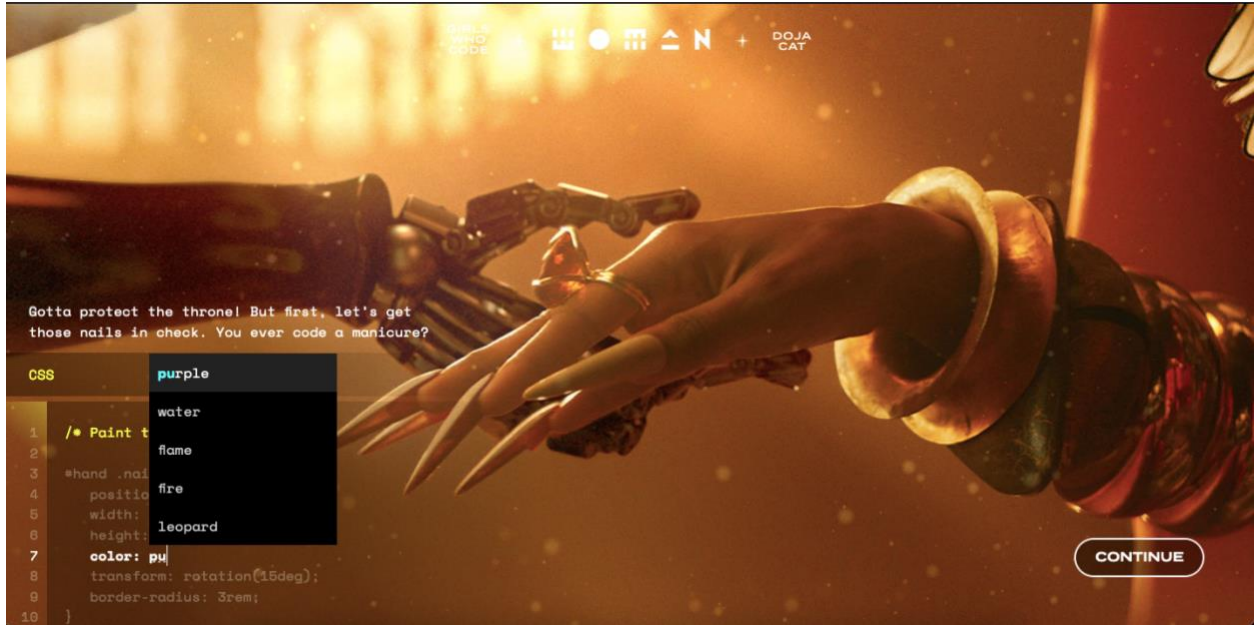 GIRLS
WHO
CODE
WOMAN
DOJA
CAT
Gotta protect the throne! But first, let's get
those nails in check. You ever code a manicure?
CSS
purple
water
flame
fire
leopard
1 /* Paint t
2
3 #hand .nai
4 positio
5 width:
6 height:
7 color: pu
8 transform: rotation(15deg);
9 border-radius: 3rem;
10 }
CONTINUE